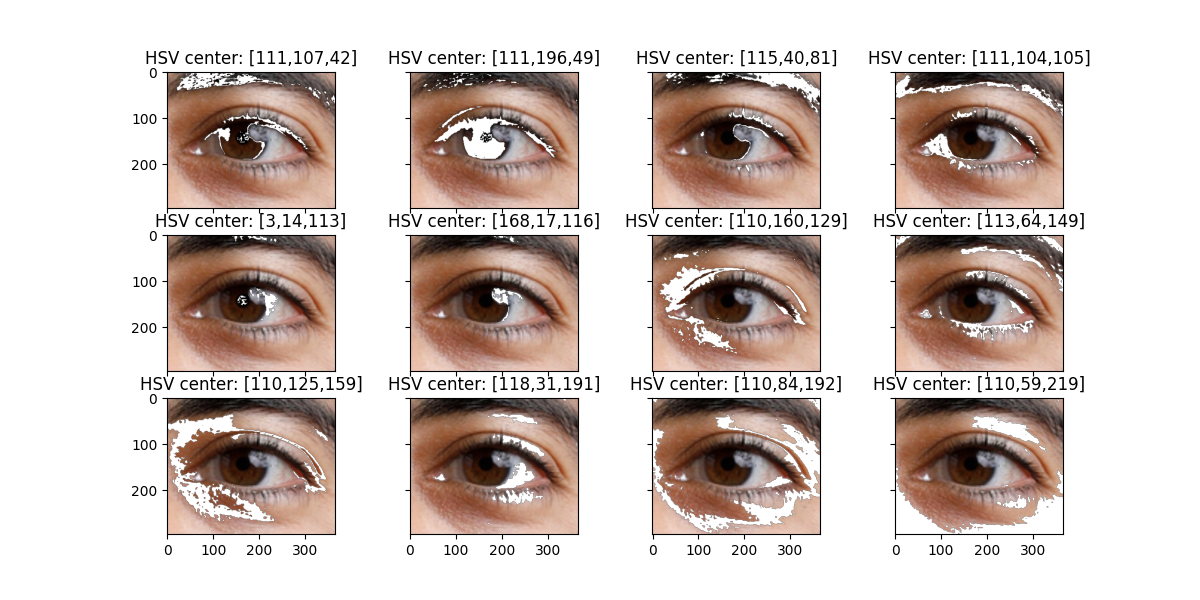 HSV center: [111,107,42] HSV center: [111,196,49] HSV center: [115,40,81] HSV center: [111,104,105]
0
100
200
HSV center: [3,14,113] HSV center: [168,17,116] HSV center: [110,160,129] HSV center: [113,64,149]
0
100
200
HSV center: [110,125,159] HSV center: [118,31,191] HSV center: [110,84,192] HSV center: [110,59,219]
0
100
200
0 100 200 300 0 100 200 300 0 100 200 300 0 100 200 300